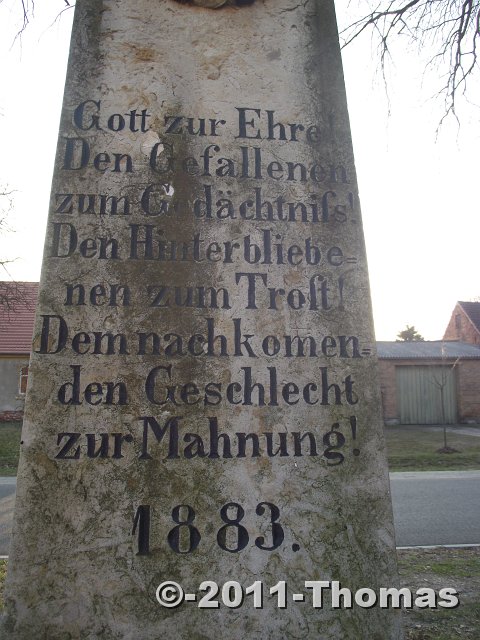 Gott zur Ehre!
Den Gefallenen
zum Gedächtniſs!
Den Hinterbliebe=
nen zum Troſt!
Dem nachkomen=
den Geschlecht
zur Mahnung!
1883.
©-2011-Thomas